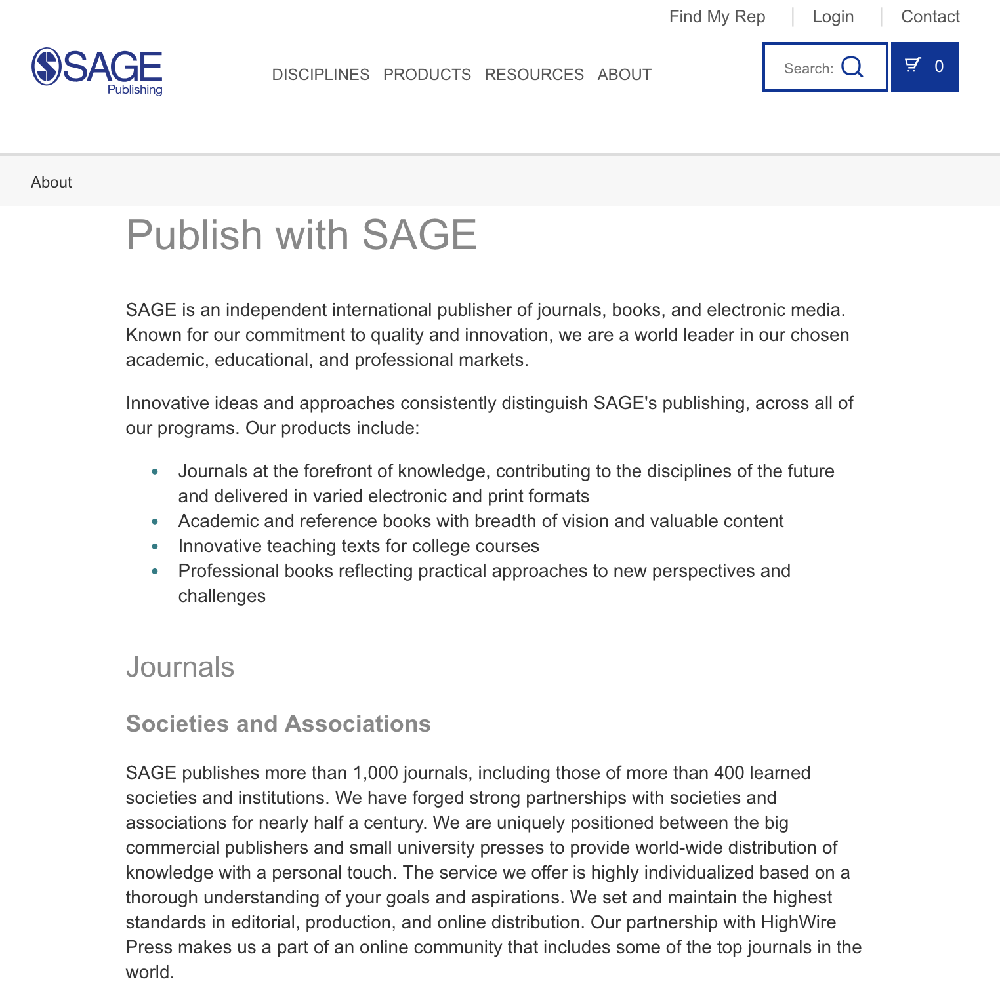 Find My Rep
Login
Contact
SAGE
Publishing
DISCIPLINES PRODUCTS RESOURCES ABOUT
Search:
0
About
Publish with SAGE
SAGE is an independent international publisher of journals, books, and electronic media.
Known for our commitment to quality and innovation, we are a world leader in our chosen
academic, educational, and professional markets.
Innovative ideas and approaches consistently distinguish SAGE's publishing, across all of
our programs. Our products include:
• Journals at the forefront of knowledge, contributing to the disciplines of the future
and delivered in varied electronic and print formats
• Academic and reference books with breadth of vision and valuable content
• Innovative teaching texts for college courses
• Professional books reflecting practical approaches to new perspectives and
challenges
Journals
Societies and Associations
SAGE publishes more than 1,000 journals, including those of more than 400 learned
societies and institutions. We have forged strong partnerships with societies and
associations for nearly half a century. We are uniquely positioned between the big
commercial publishers and small university presses to provide world-wide distribution of
knowledge with a personal touch. The service we offer is highly individualized based on a
thorough understanding of your goals and aspirations. We set and maintain the highest
standards in editorial, production, and online distribution. Our partnership with HighWire
Press makes us a part of an online community that includes some of the top journals in the
world.